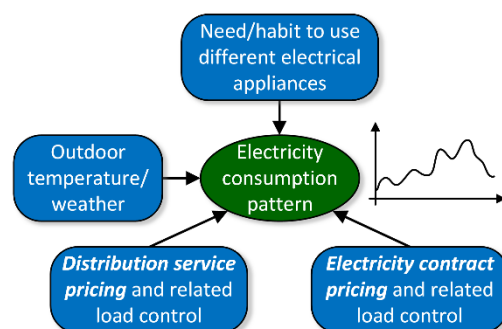 Need/habit to use
different electrical
appliances
Outdoor
temperature/
weather
Electricity
consumption
pattern
Distribution service
pricing and related
load control
Electricity contract
pricing and related
load control